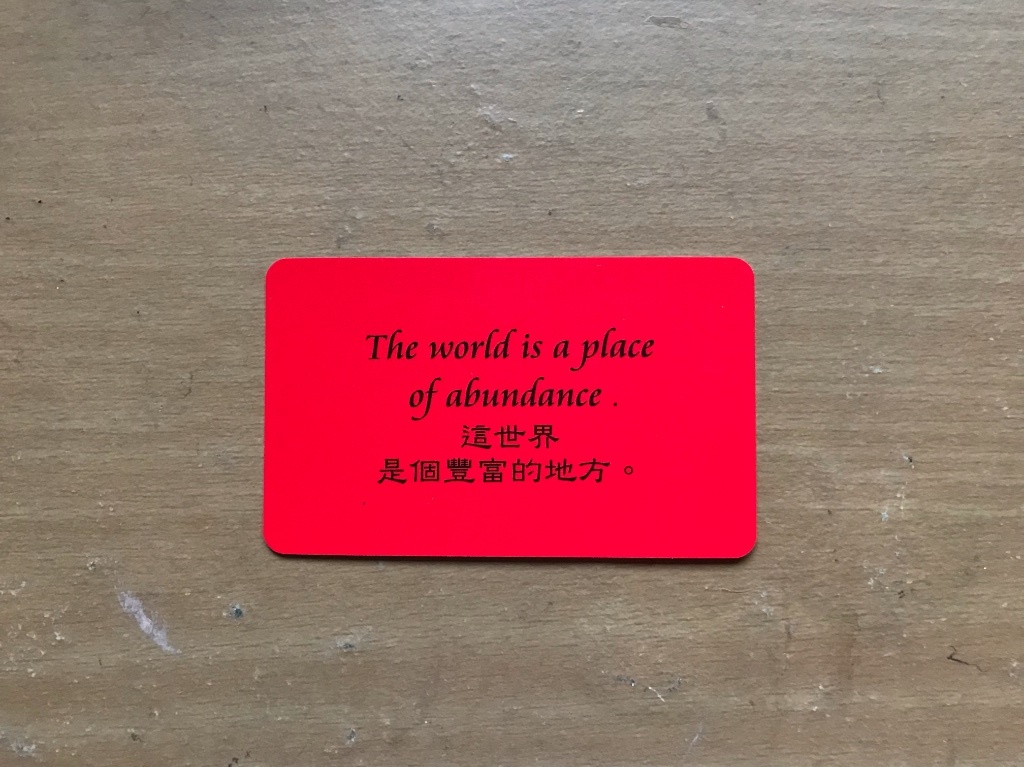 The world is a place
of abundance .
這世界
是個豐富的地方。